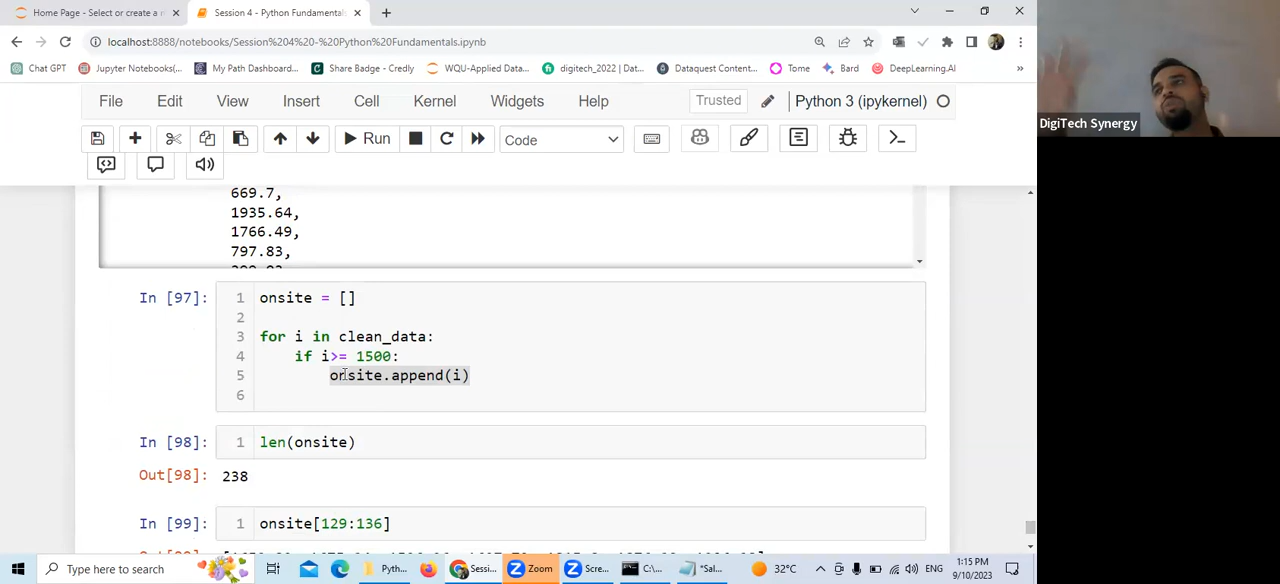 Home Page - Select or create a n
Session 4 - Python Fundamentals
localhost:8888/notebooks/Session%204%20-%20Python%20Fundamentals.ipynb
Chat GPT
Jupyter Notebooks(...
My Path Dashboard...
Share Badge - Credly
WQU-Applied Data...
digitech_2022 | Dat...
Dataquest Content...
Tome
Bard
DeepLearning.AI
»
File Edit View Insert Cell Kernel Widgets Help Trusted Python 3 (ipykernel)
Run Code
DigiTech Synergy
669.7,
1935.64,
1766.49,
797.83,
In [97]: 1 onsite = []
2
3 for i in clean_data:
4 if i>= 1500:
5 onsite.append(i)
6
In [98]: 1 len(onsite)
Out[98]: 238
In [99]: 1 onsite[129:136]
Type here to search
Pyth...
Sessi...
Zoom
Scre...
C:\...
*Sal...
32°C
ENG
1:15 PM
9/10/2023